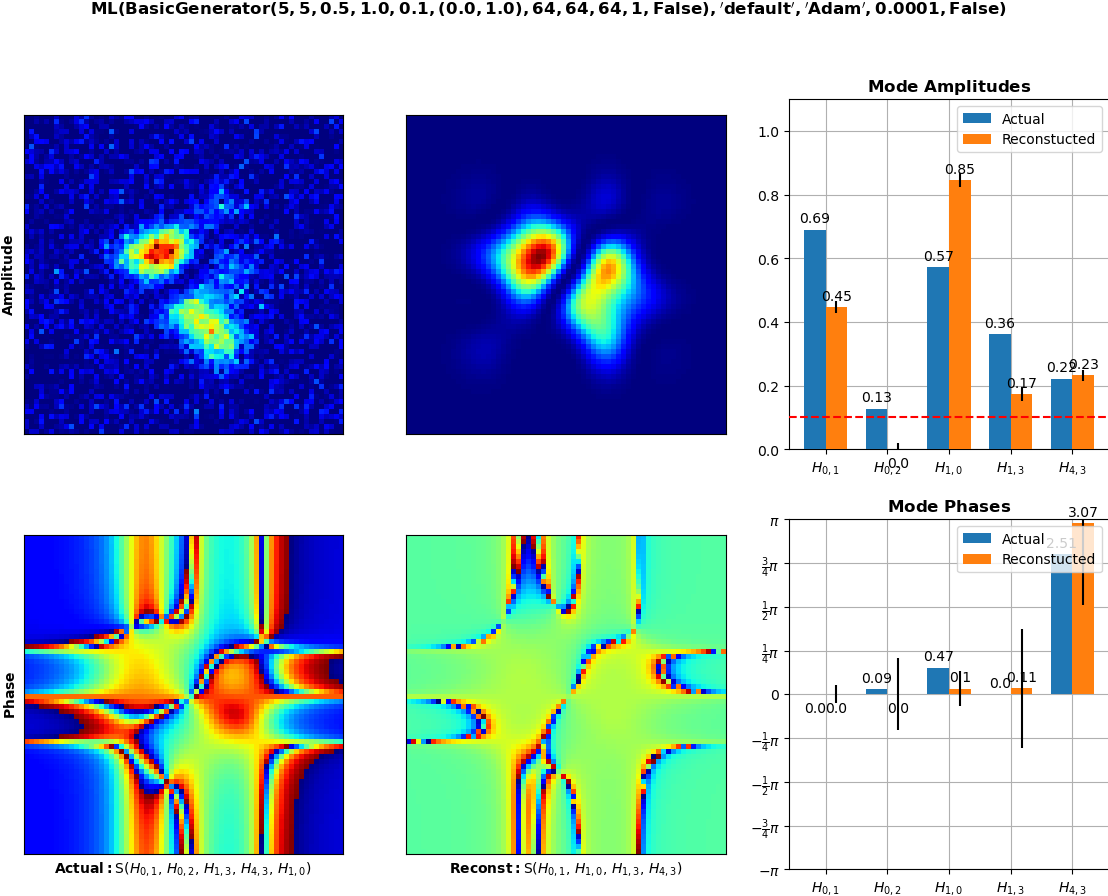 ML(BasicGenerator(5, 5, 0.5, 1.0, 0.1, (0.0, 1.0), 64, 64, 64, 1, False), ′default′, ′Adam′, 0.0001, False)
Mode Amplitudes
Actual
Reconstucted
1.0
0.8
0.6
0.4
0.2
0.0
0.69
0.45
0.13
0.0
0.57
0.85
0.36
0.17
0.22
0.23
H0, 1
H0, 2
H1, 0
H1, 3
H4, 3
Amplitude
Mode Phases
Actual
Reconstucted
π
3/4π
1/2π
1/4π
0
−1/4π
−1/2π
−3/4π
−π
0.0
0.0
0.09
0.0
0.47
0.1
0.0
0.11
2.51
3.07
H0, 1
H0, 2
H1, 0
H1, 3
H4, 3
Phase
Actual: S(H0, 1, H0, 2, H1, 3, H4, 3, H1, 0)
Reconst: S(H0, 1, H1, 0, H1, 3, H4, 3)